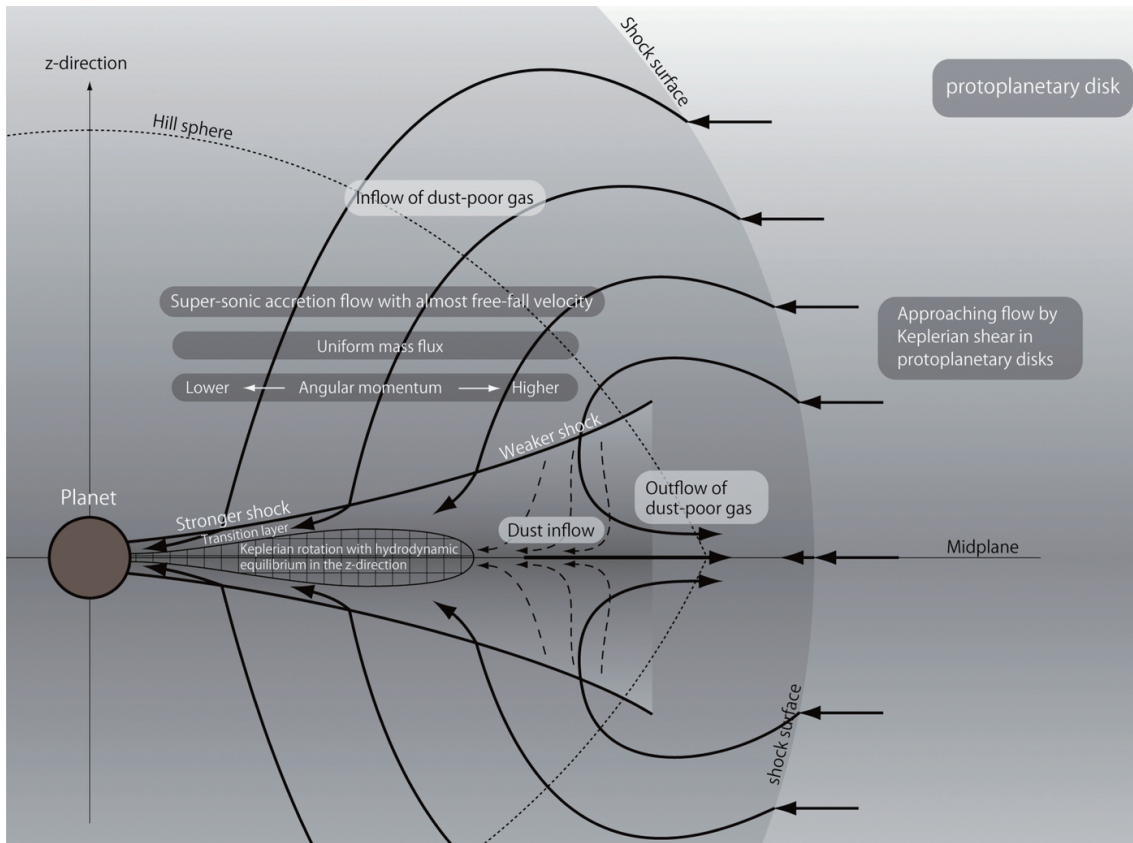 Shock surface
z-direction
protoplanetary disk
Hill sphere
Inflow of dust-poor gas
Super-sonic accretion flow with almost free-fall velocity
Approaching flow by
Keplerian shear in
protoplanetary disks
Uniform mass flux
Lower Angular momentum Higher
Weaker shock
Planet
Outflow of
dust-poor gas
Stronger shock
Transition layer
Dust inflow
Keplerian rotation with hydrodynamic
equilibrium in the z-direction
Midplane
shock surface